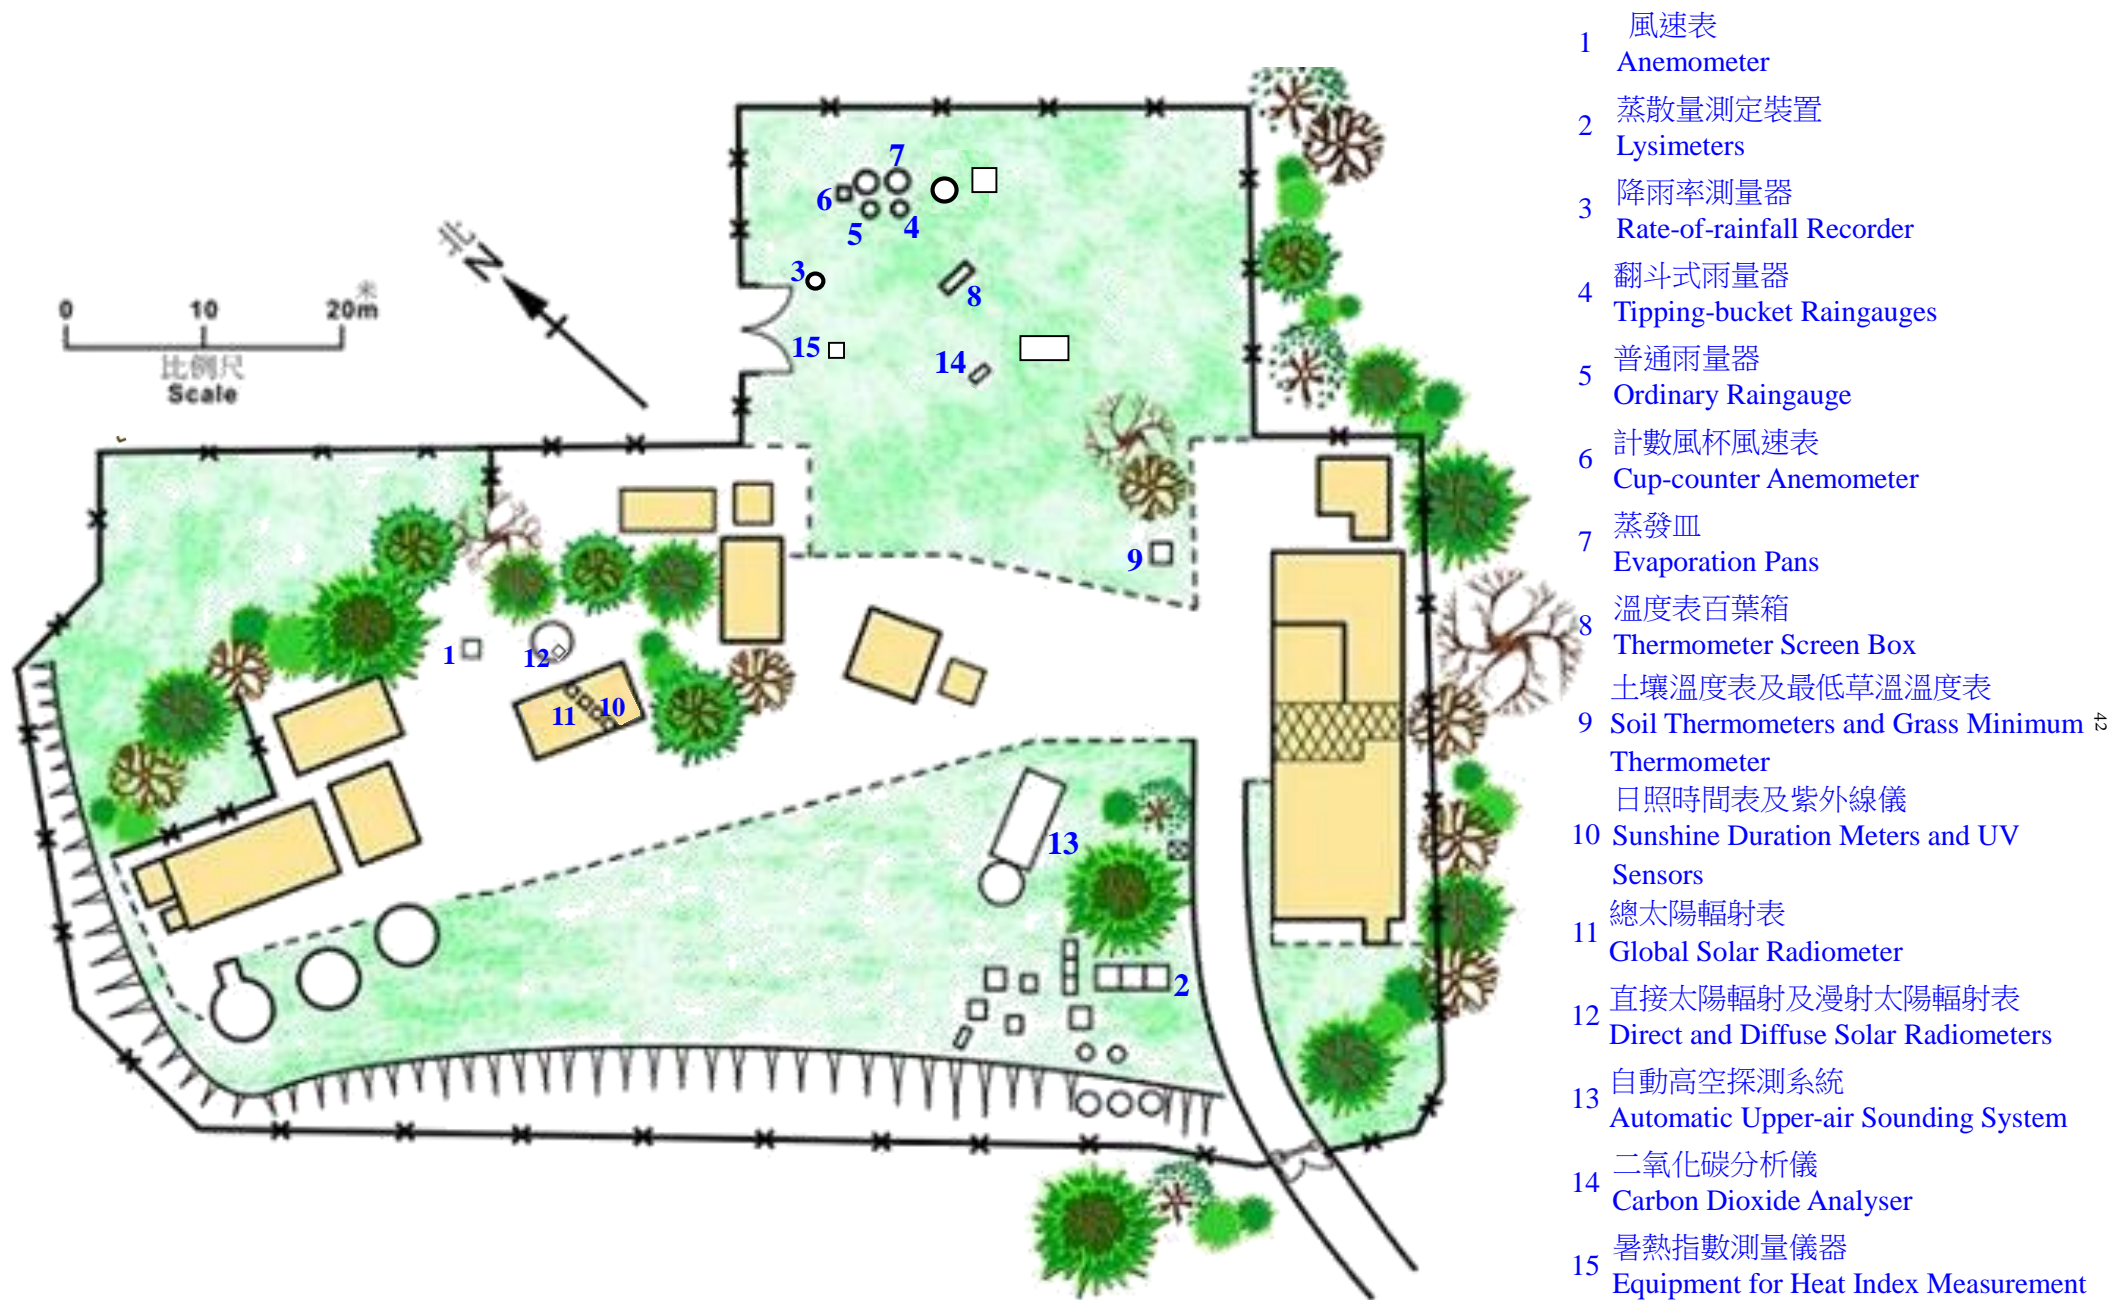 北
N
0 10 20m
米
比例尺
Scale
7
6
5
4
3
8
15
14
9
1
12
11
10
13
2
1
風速表
Anemometer
2
蒸散量測定裝置
Lysimeters
3
降雨率測量器
Rate-of-rainfall Recorder
4
翻斗式雨量器
Tipping-bucket Raingauges
5
普通雨量器
Ordinary Raingauge
6
計數風杯風速表
Cup-counter Anemometer
7
蒸發皿
Evaporation Pans
8
溫度表百葉箱
Thermometer Screen Box
土壤溫度表及最低草溫溫度表
9 Soil Thermometers and Grass Minimum
Thermometer
日照時間表及紫外線儀
10 Sunshine Duration Meters and UV
Sensors
11
總太陽輻射表
Global Solar Radiometer
12
直接太陽輻射及漫射太陽輻射表
Direct and Diffuse Solar Radiometers
13
自動高空探測系統
Automatic Upper-air Sounding System
14
二氧化碳分析儀
Carbon Dioxide Analyser
15
暑熱指數測量儀器
Equipment for Heat Index Measurement
42